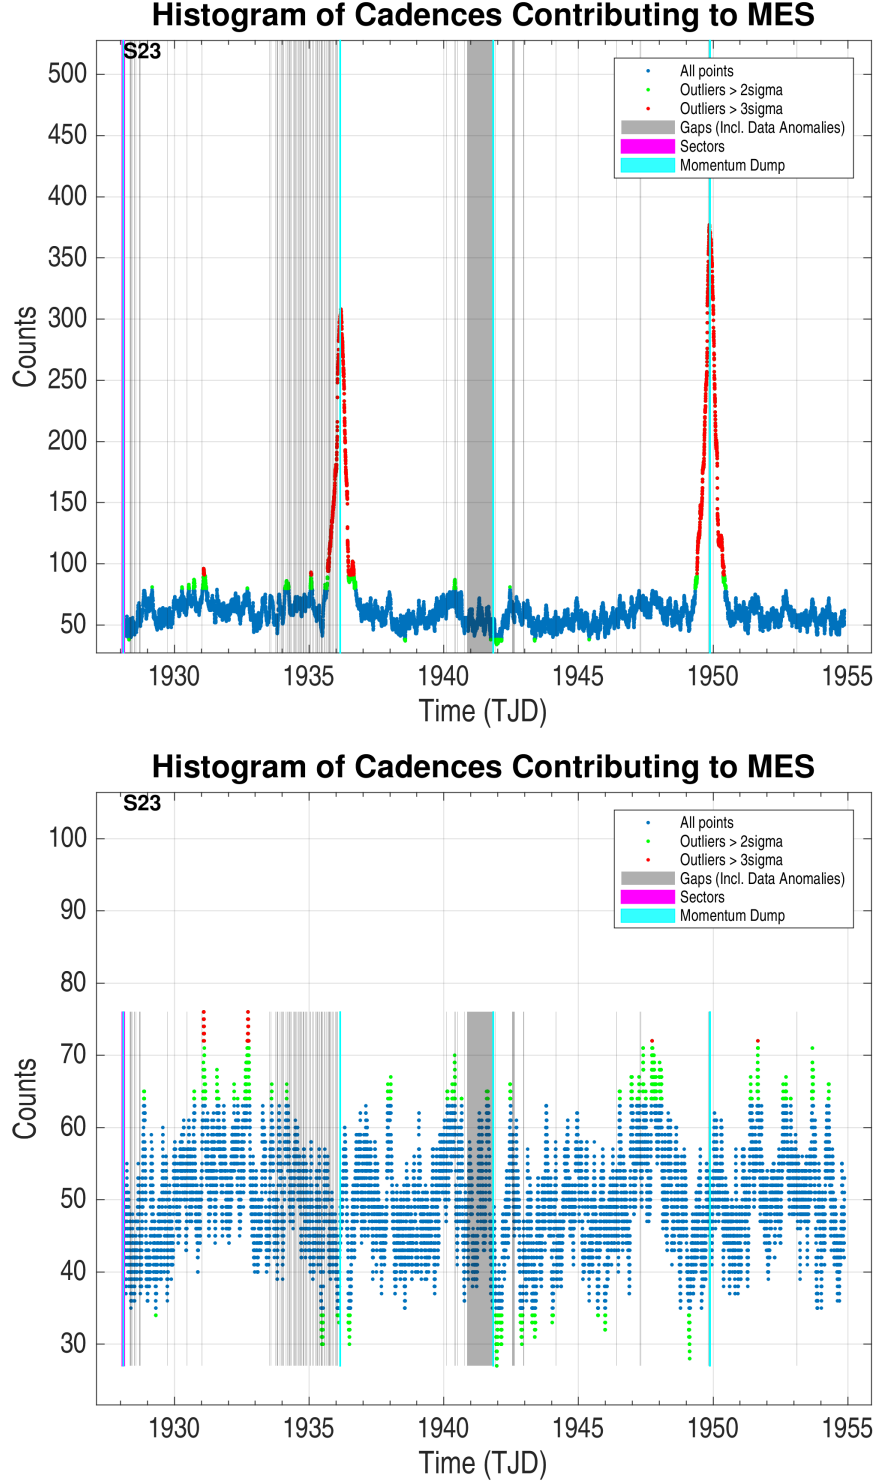 Histogram of Cadences Contributing to MES
S23
All points
Outliers > 2sigma
Outliers > 3sigma
Gaps (Incl. Data Anomalies)
Sectors
Momentum Dump
500
450
400
350
300
250
200
150
100
50
Counts
1930 1935 1940 1945 1950 1955
Time (TJD)
Histogram of Cadences Contributing to MES
S23
All points
Outliers > 2sigma
Outliers > 3sigma
Gaps (Incl. Data Anomalies)
Sectors
Momentum Dump
100
90
80
70
60
50
40
30
Counts
1930 1935 1940 1945 1950 1955
Time (TJD)